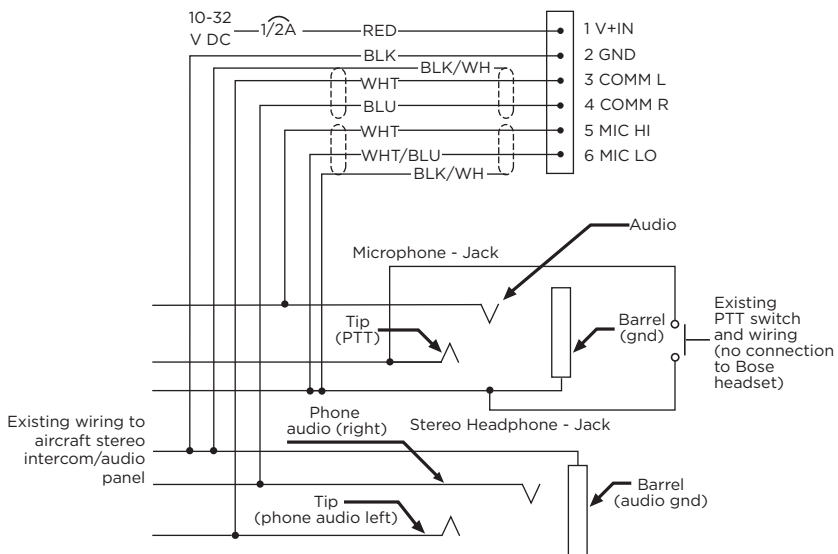 10-32
V DC
1/2A
RED
1 V+IN
BLK
2 GND
BLK/WH
WHT
3 COMM L
BLU
4 COMM R
WHT
5 MIC HI
WHT/BLU
6 MIC LO
BLK/WH
Audio
Microphone - Jack
Tip
(PTT)
Barrel
(gnd)
Existing
PTT switch
and wiring
(no connection
to Bose
headset)
Existing wiring to
aircraft stereo
intercom/audio
panel
Phone
audio (right)
Stereo Headphone - Jack
Tip
(phone audio left)
Barrel
(audio gnd)